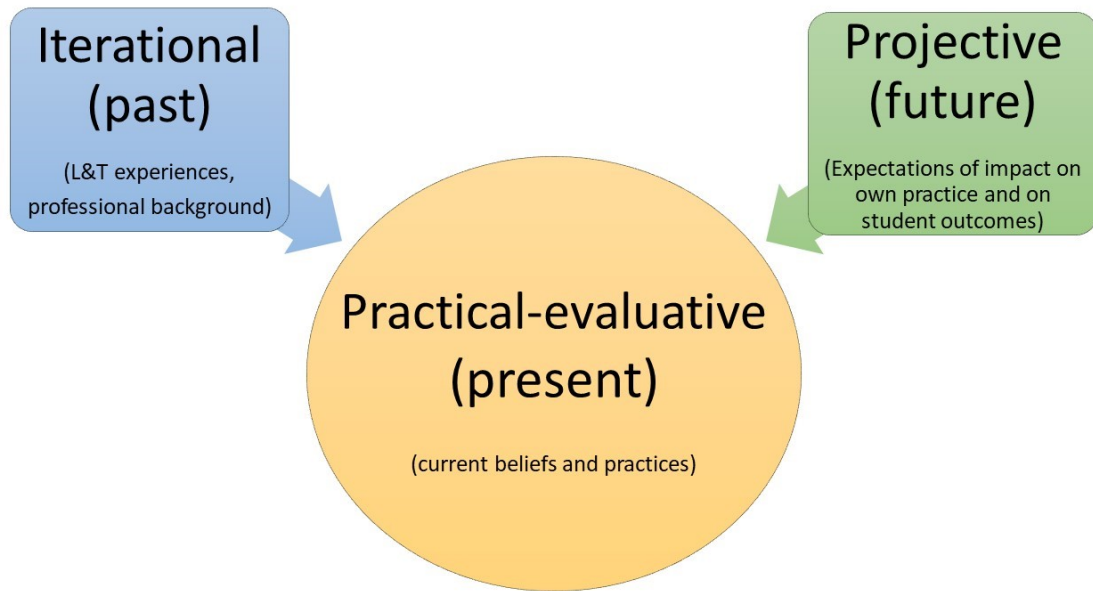 Iterational
(past)
(L&T experiences,
professional background)
Projective
(future)
(Expectations of impact on
own practice and on
student outcomes)
Practical-evaluative
(present)
(current beliefs and practices)